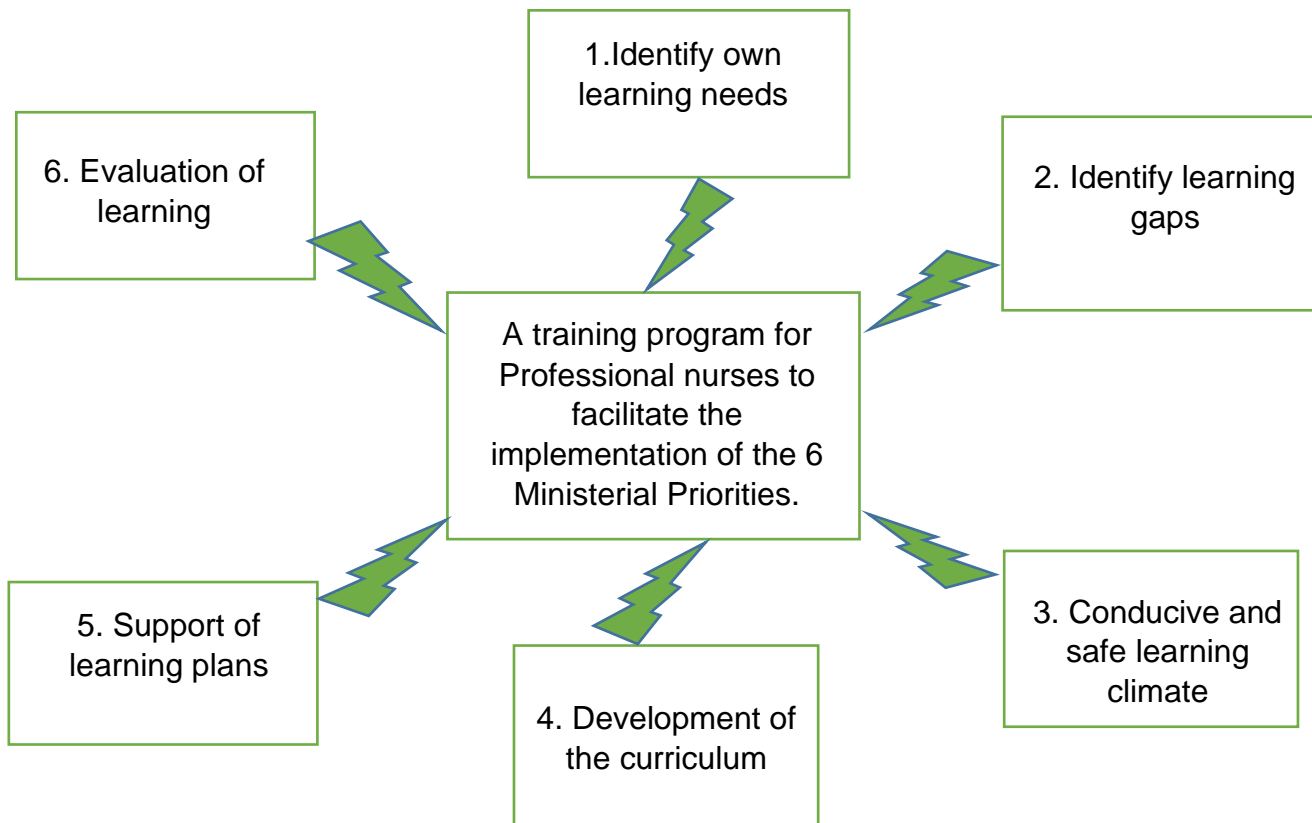 1.Identify own
learning needs
2. Identify learning
gaps
3. Conducive and
safe learning
climate
4. Development of
the curriculum
5. Support of
learning plans
6. Evaluation of
learning
A training program for
Professional nurses to
facilitate the
implementation of the 6
Ministerial Priorities.